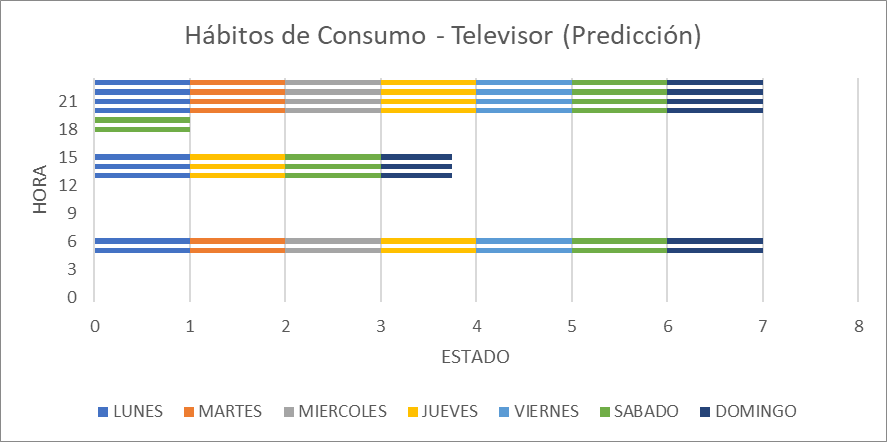 Hábitos de Consumo - Televisor (Predicción)
HORA
21
18
15
12
9
6
3
0
0 1 2 3 4 5 6 7 8
ESTADO
LUNES MARTES MIERCOLES JUEVES VIERNES SABADO DOMINGO